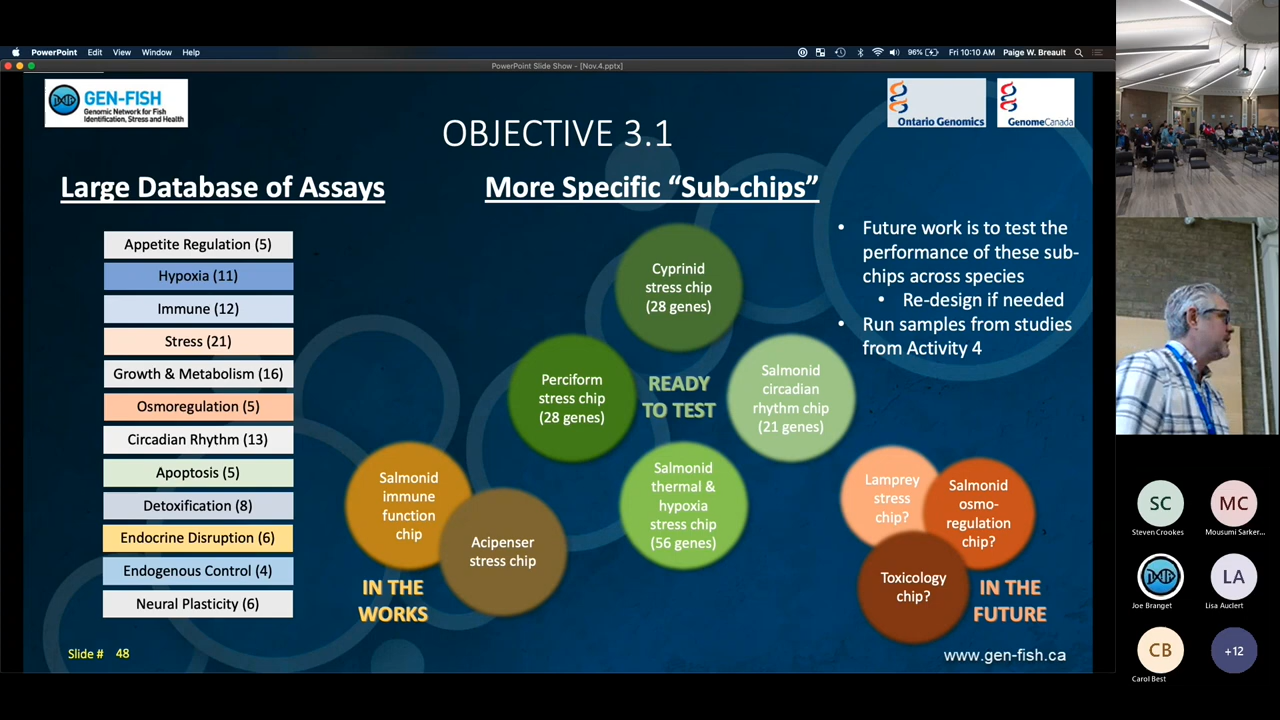 PowerPoint Edit View Window Help
96% Fri 10:10 AM Paige W. Breault
PowerPoint Slide Show - [Nov.4.pptx]
GEN-FISH
Genomic Network for Fish
Identification, Stress and Health
Ontario Genomics
GenomeCanada
OBJECTIVE 3.1
Large Database of Assays
Appetite Regulation (5)
Hypoxia (11)
Immune (12)
Stress (21)
Growth & Metabolism (16)
Osmoregulation (5)
Circadian Rhythm (13)
Apoptosis (5)
Detoxification (8)
Endocrine Disruption (6)
Endogenous Control (4)
Neural Plasticity (6)
More Specific “Sub-chips”
Cyprinid
stress chip
(28 genes)
Perciform
stress chip
(28 genes)
READY
TO TEST
Salmonid
circadian
rhythm chip
(21 genes)
Salmonid
thermal &
hypoxia
stress chip
(56 genes)
Salmonid
immune
function
chip
Acipenser
stress chip
IN THE
WORKS
Lamprey
stress
chip?
Salmonid
osmo-
regulation
chip?
Toxicology
chip?
IN THE
FUTURE
• Future work is to test the
performance of these sub-
chips across species
• Re-design if needed
• Run samples from studies
from Activity 4
Slide # 48
www.gen-fish.ca
SC
Steven Crookes
MC
Mousumi Sarker...
Joe Branget
LA
Lisa Auclert
CB
Carol Best
+12